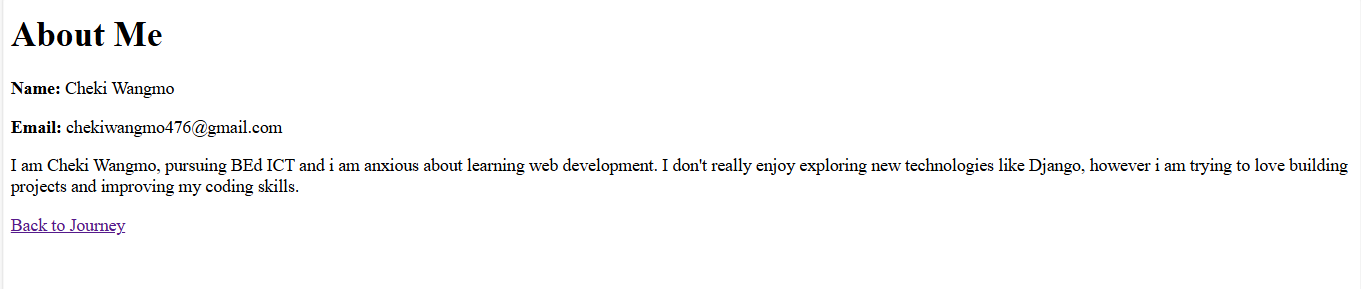 About Me
Name: Cheki Wangmo
Email: chekiwangmo476@gmail.com
I am Cheki Wangmo, pursuing BEd ICT and i am anxious about learning web development. I don't really enjoy exploring new technologies like Django, however i am trying to love building
projects and improving my coding skills.
Back to Journey